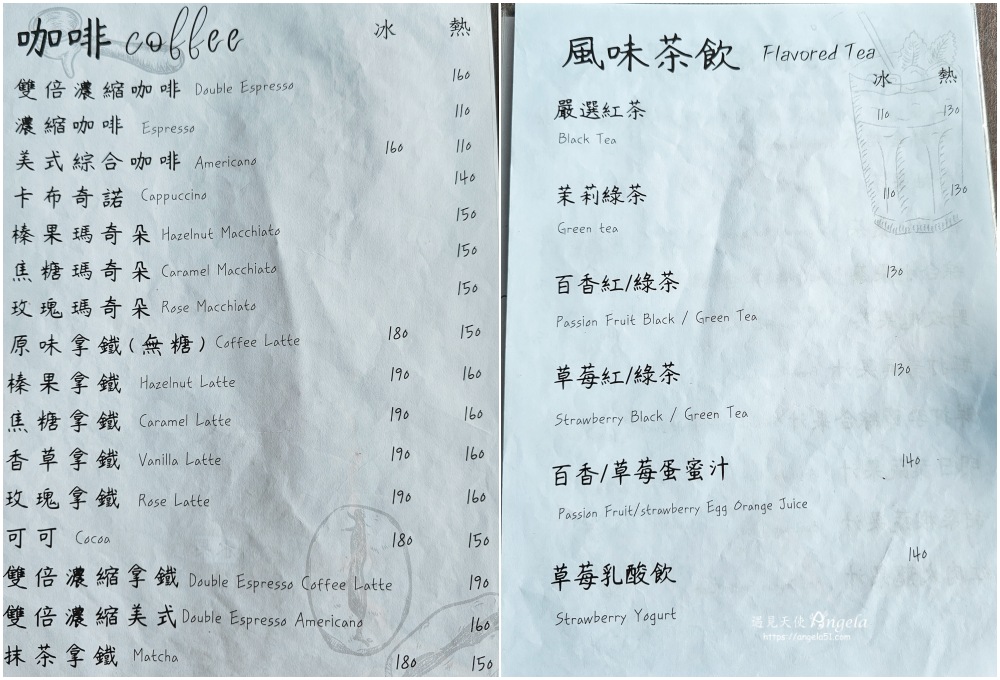 咖啡 coffee 冰 熱
雙倍濃縮咖啡 Double Espresso 160
濃縮咖啡 Espresso 110
美式綜合咖啡 Americano 160 110
卡布奇諾 Cappuccino 140
榛果瑪奇朵 Hazelnut Macchiato 150
焦糖瑪奇朵 Caramel Macchiato 150
玫瑰瑪奇朵 Rose Macchiato 150
原味拿鐵(無糖) Coffee Latte 180 150
榛果拿鐵 Hazelnut Latte 190 160
焦糖拿鐵 Caramel Latte 190 160
香草拿鐵 Vanilla Latte 190 160
玫瑰拿鐵 Rose Latte 190 160
可可 Cocoa 180 150
雙倍濃縮拿鐵 Double Espresso Coffee Latte 190
雙倍濃縮美式 Double Espresso Americano 160
抹茶拿鐵 Matcha 180 150
風味茶飲 Flavored Tea
冰 熱
嚴選紅茶 110 130
Black Tea
茉莉綠茶 110 130
Green tea
百香紅/綠茶 130
Passion Fruit Black / Green Tea
草莓紅/綠茶 130
Strawberry Black / Green Tea
百香/草莓蛋蜜汁 140
Passion Fruit/strawberry Egg Orange Juice
草莓乳酸飲 140
Strawberry Yogurt
遇見天使 Angela
https://angela51.com